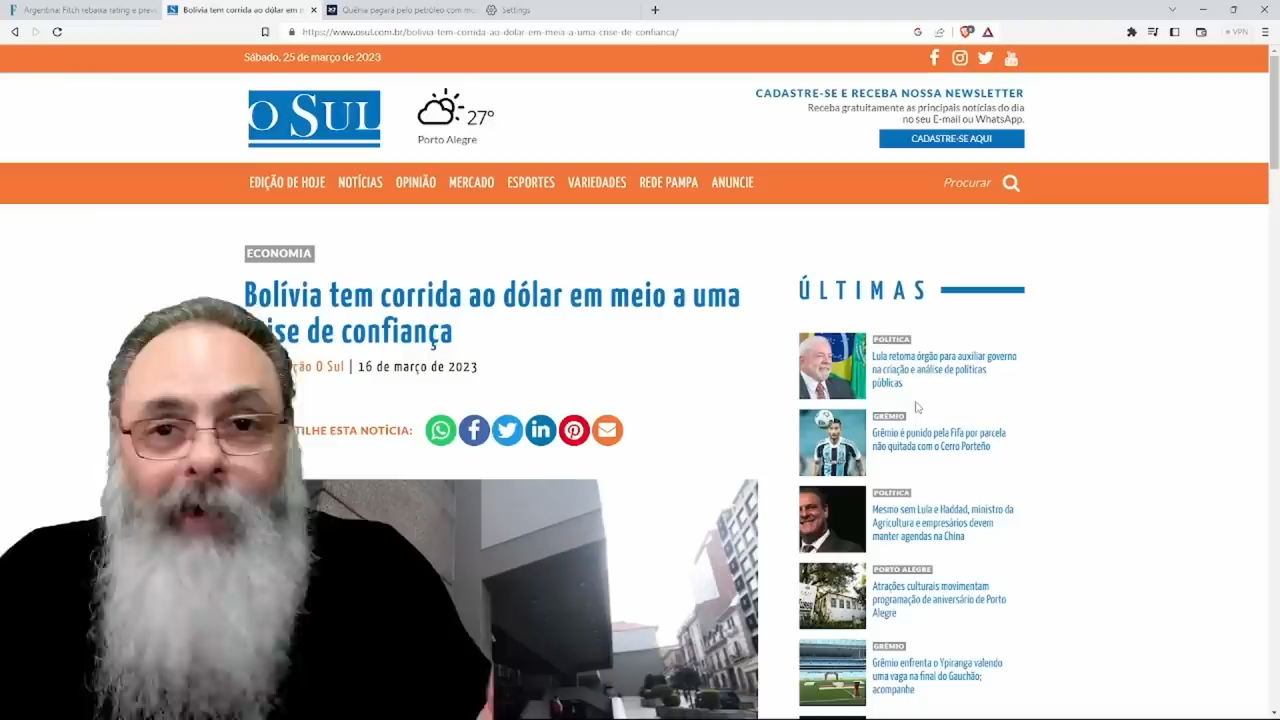 Argentina: Fitch rebaixa rating e prev
Bolívia tem corrida ao dólar em m
Quênia pagará pelo petróleo com mo
Settings
https://www.osul.com.br/bolivia-tem-corrida-ao-dolar-em-meia-a-uma-crise-de-confianca/
VPN
Sábado, 25 de março de 2023
O SUL
27°
Porto Alegre
CADASTRE-SE E RECEBA NOSSA NEWSLETTER
Receba gratuitamente as principais notícias do dia
no seu E-mail ou WhatsApp.
CADASTRE-SE AQUI
EDIÇÃO DE HOJE NOTÍCIAS OPINIÃO MERCADO ESPORTES VARIEDADES REDE PAMPA ANUNCIE
Procurar
ECONOMIA
Bolívia tem corrida ao dólar em meio a uma
ise de confiança
ção O Sul | 16 de março de 2023
TILHE ESTA NOTÍCIA:
ÚLTIMAS
POLÍTICA
Lula retoma órgão para auxiliar governo
na criação e análise de políticas
públicas
GRÊMIO
Grêmio é punido pela Fifa por parcela
não quitada com o Cerro Porteño
POLÍTICA
Mesmo sem Lula e Haddad, ministro da
Agricultura e empresários devem
manter agendas na China
PORTO ALEGRE
Atrações culturais movimentam
programação de aniversário de Porto
Alegre
GRÊMIO
Grêmio enfrenta o Ypiranga valendo
uma vaga na final do Gauchão;
acompanhe